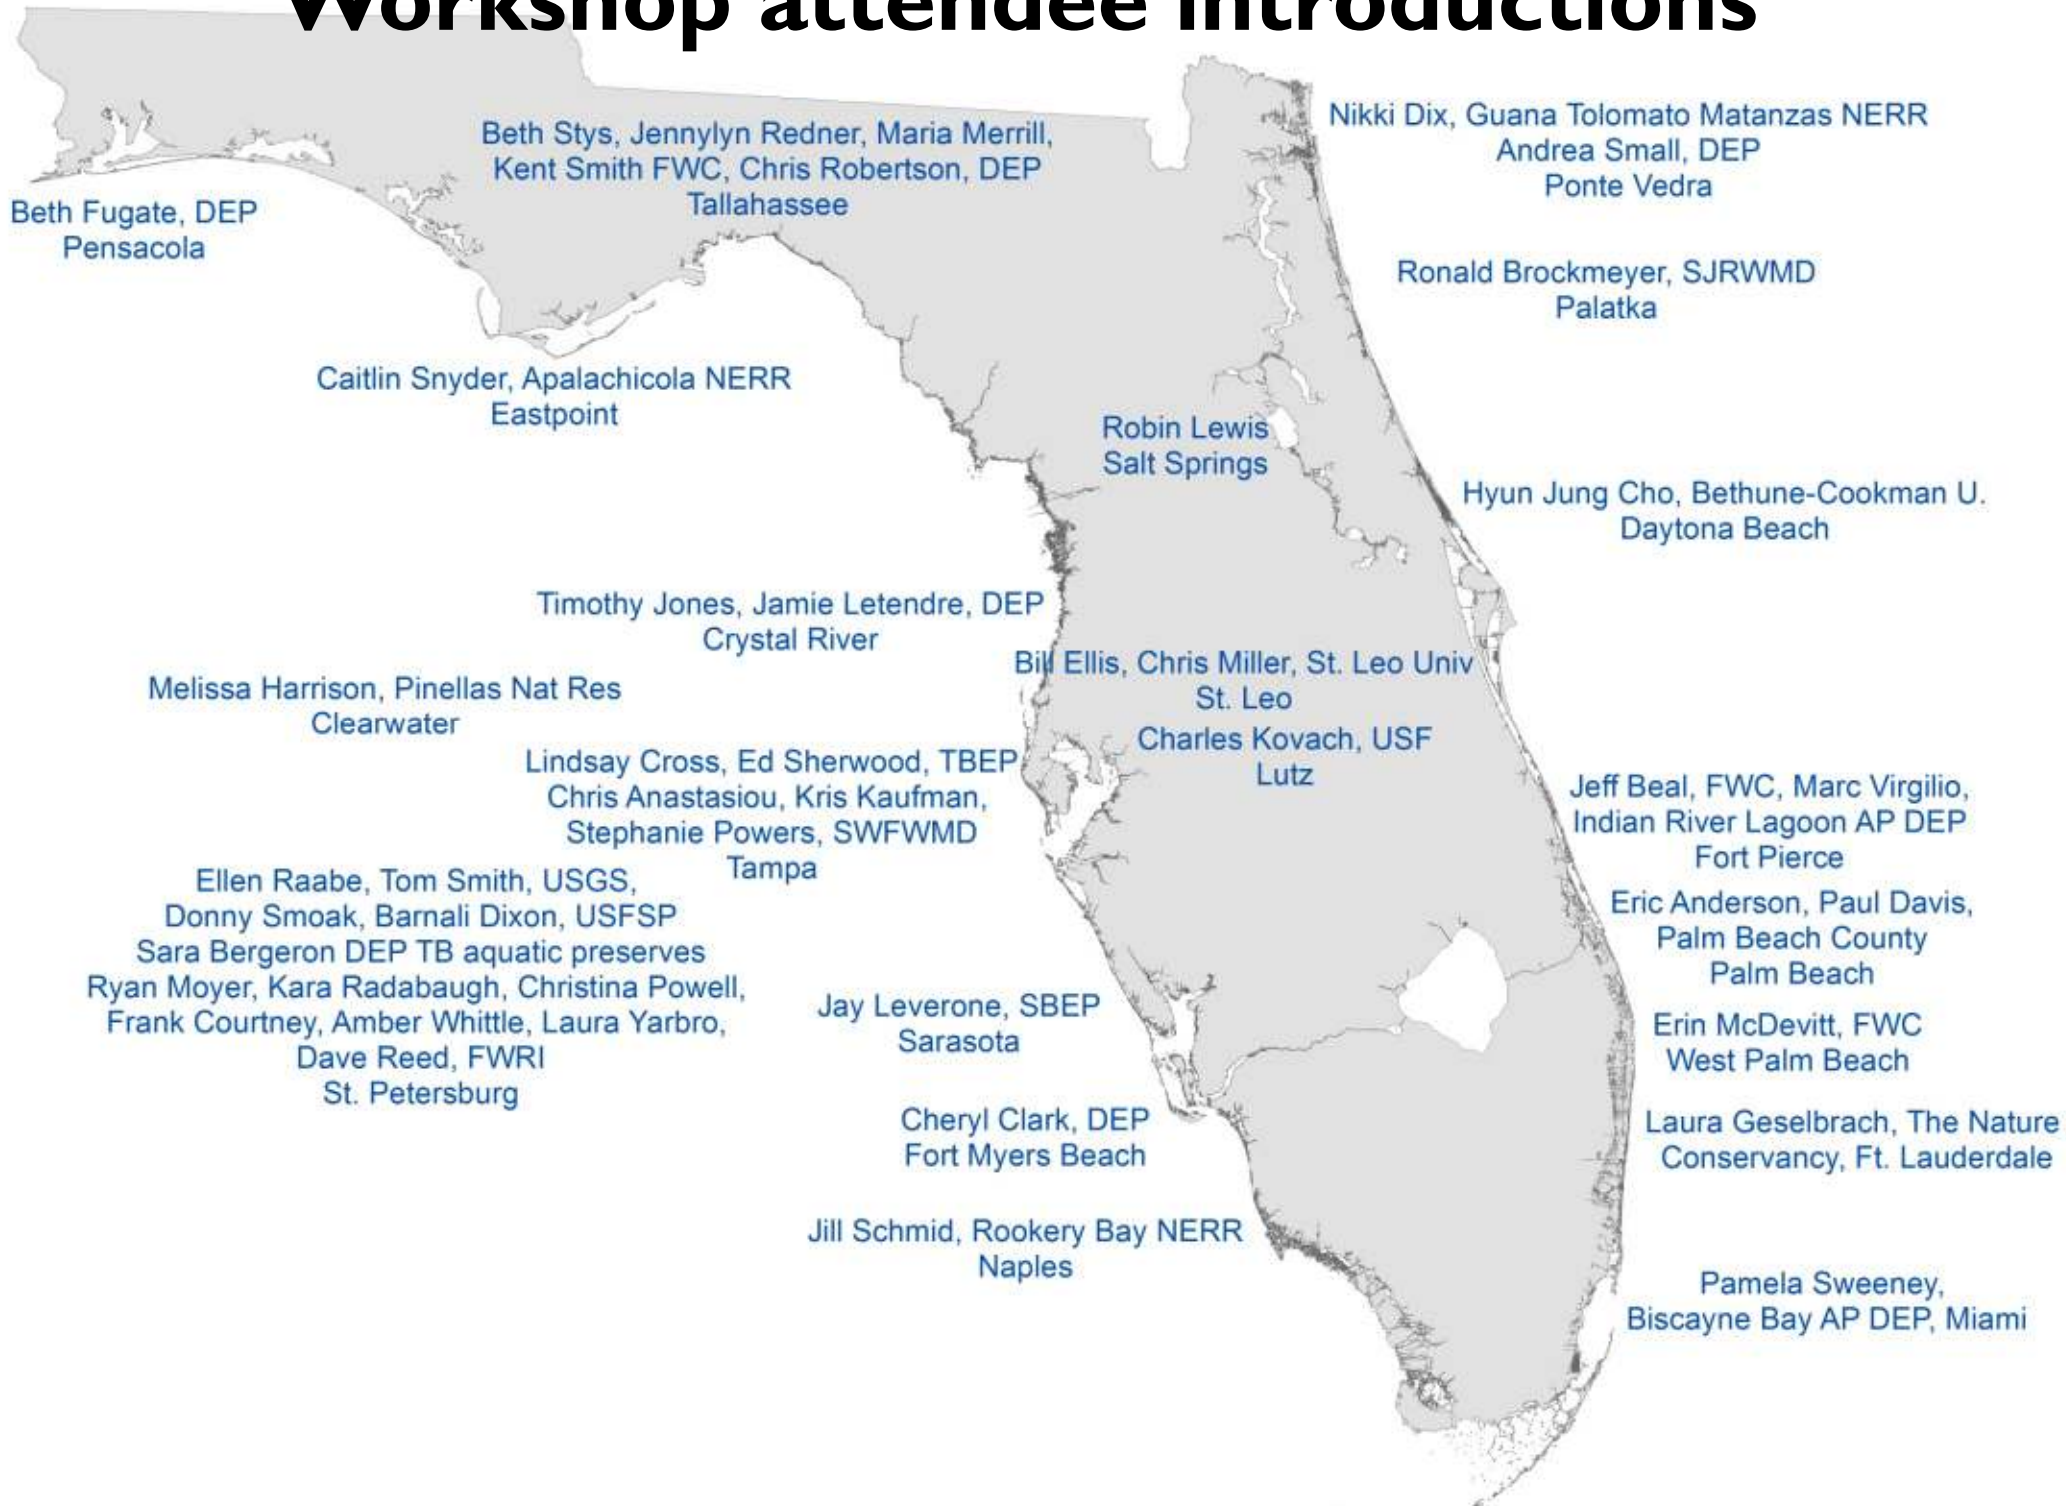 Workshop attendee introductions
Beth Stys, Jennylyn Redner, Maria Merrill,
Kent Smith FWC, Chris Robertson, DEP
Tallahassee
Nikki Dix, Guana Tolomato Matanzas NERR
Andrea Small, DEP
Ponte Vedra
Beth Fugate, DEP
Pensacola
Ronald Brockmeyer, SJRWMD
Palatka
Caitlin Snyder, Apalachicola NERR
Eastpoint
Robin Lewis
Salt Springs
Hyun Jung Cho, Bethune-Cookman U.
Daytona Beach
Timothy Jones, Jamie Letendre, DEP
Crystal River
Bill Ellis, Chris Miller, St. Leo Univ
St. Leo
Melissa Harrison, Pinellas Nat Res
Clearwater
Charles Kovach, USF
Lutz
Lindsay Cross, Ed Sherwood, TBEP
Chris Anastasiou, Kris Kaufman,
Stephanie Powers, SWFWMD
Tampa
Jeff Beal, FWC, Marc Virgilio,
Indian River Lagoon AP DEP
Fort Pierce
Ellen Raabe, Tom Smith, USGS,
Donny Smoak, Barnali Dixon, USFSP
Sara Bergeron DEP TB aquatic preserves
Ryan Moyer, Kara Radabaugh, Christina Powell,
Frank Courtney, Amber Whittle, Laura Yarbro,
Dave Reed, FWRI
St. Petersburg
Eric Anderson, Paul Davis,
Palm Beach County
Palm Beach
Jay Leverone, SBEP
Sarasota
Erin McDevitt, FWC
West Palm Beach
Cheryl Clark, DEP
Fort Myers Beach
Laura Geselbrach, The Nature
Conservancy, Ft. Lauderdale
Jill Schmid, Rookery Bay NERR
Naples
Pamela Sweeney,
Biscayne Bay AP DEP, Miami